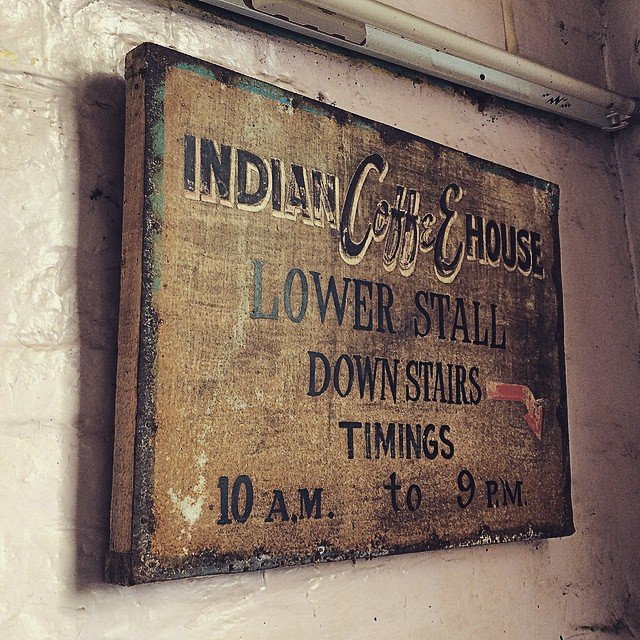 INDIAN CoffeE HOUSE
LOWER STALL
DOWN STAIRS
TIMINGS
10 A.M. to 9 P.M